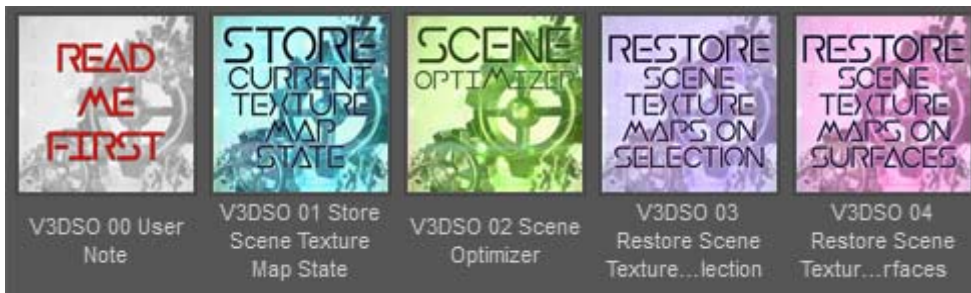 READ
ME
FIRST
V3DSO 00 User
Note
STORE
CURRENT
TEXTURE
MAP
STATE
V3DSO 01 Store
Scene Texture
Map State
SCENE
OPTIMIZER
V3DSO 02 Scene
Optimizer
RESTORE
SCENE
TEXTURE
MAPS ON
SELECTION
V3DSO 03
Restore Scene
Texture...lection
RESTORE
SCENE
TEXTURE
MAPS ON
SURFACES
V3DSO 04
Restore Scene
Textur...rfaces